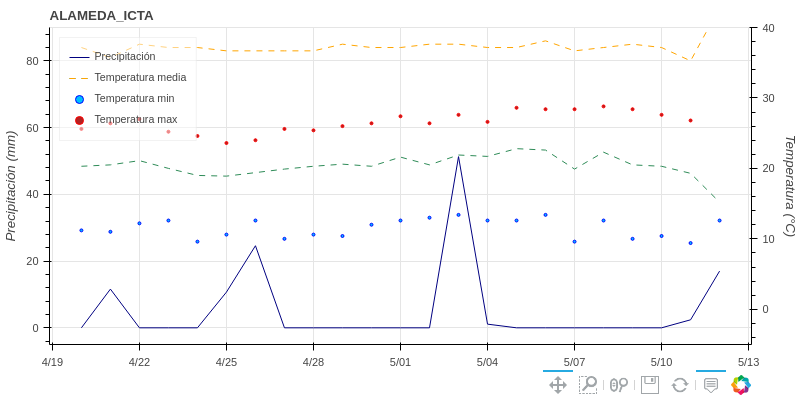 ALAMEDA_ICTA
Precipitación
Temperatura media
Temperatura min
Temperatura max
Precipitación (mm)
80
60
40
20
0
Temperatura (°C)
40
30
20
10
0
4/19
4/22
4/25
4/28
5/01
5/04
5/07
5/10
5/13